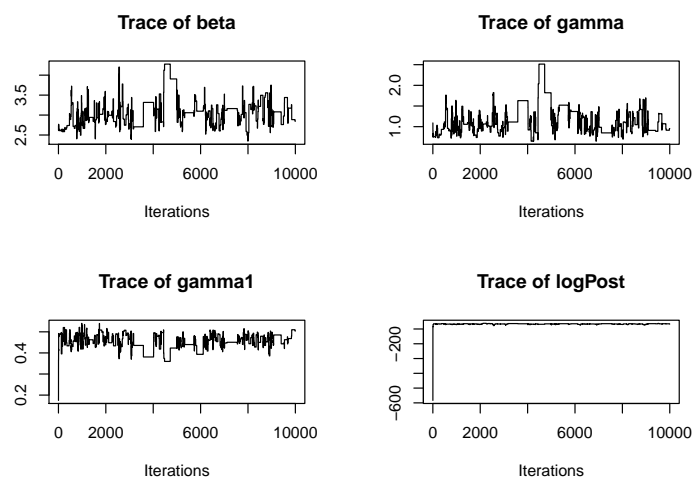 Trace of beta
Trace of gamma
2.5 3.5
1.0 2.0
0 2000 6000 10000
0 2000 6000 10000
Iterations
Iterations
Trace of gamma1
Trace of logPost
0.2 0.4
−600 −200
0 2000 6000 10000
0 2000 6000 10000
Iterations
Iterations